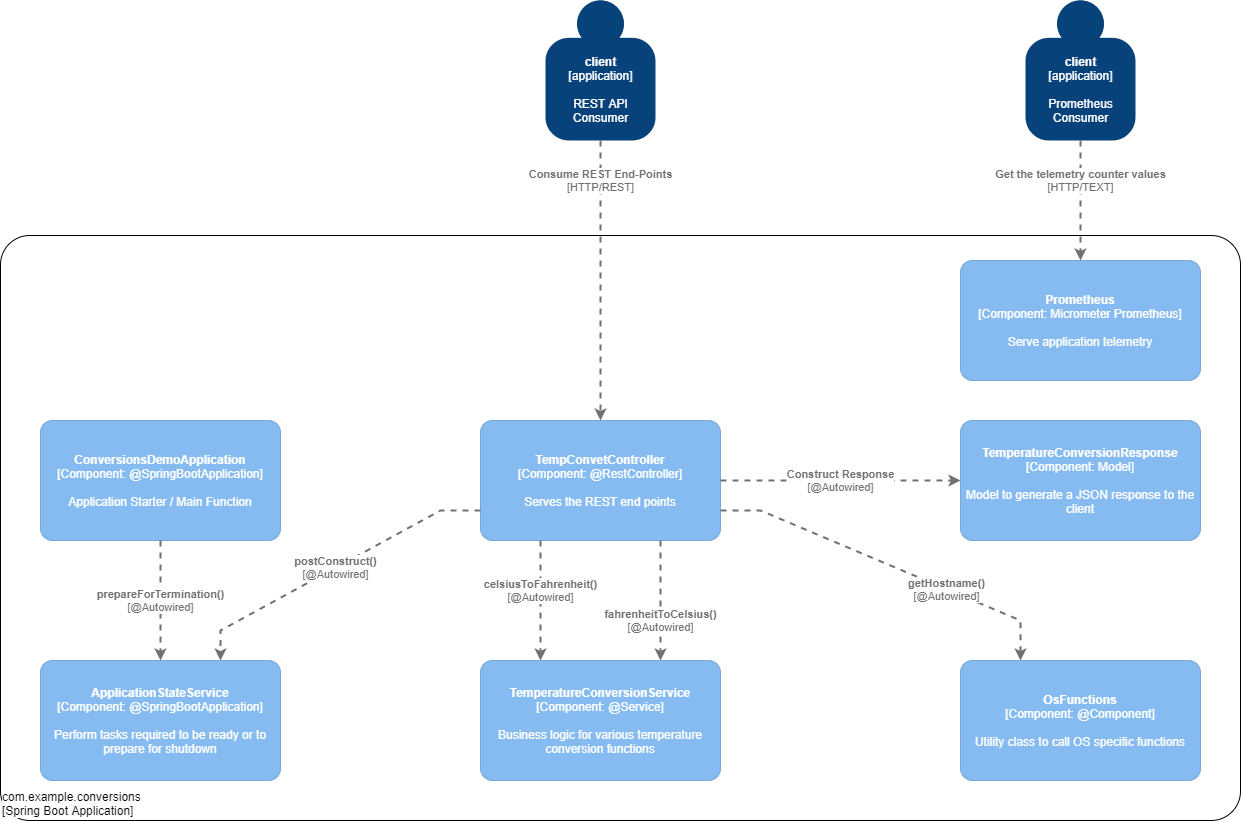 client
[application]
REST API
Consumer
client
[application]
Prometheus
Consumer
Consume REST End-Points
[HTTP/REST]
Get the telemetry counter values
[HTTP/TEXT]
Prometheus
[Component: Micrometer Prometheus]
Serve application telemetry
ConversionsDemoApplication
[Component: @SpringBootApplication]
Application Starter / Main Function
TempConvetController
[Component: @RestController]
Serves the REST end points
Construct Response
[@Autowired]
TemperatureConversionResponse
[Component: Model]
Model to generate a JSON response to the
client
prepareForTermination()
[@Autowired]
postConstruct()
[@Autowired]
celsiusToFahrenheit()
[@Autowired]
fahrenheitToCelsius()
[@Autowired]
getHostname()
[@Autowired]
ApplicationStateService
[Component: @SpringBootApplication]
Perform tasks required to be ready or to
prepare for shutdown
TemperatureConversionService
[Component: @Service]
Business logic for various temperature
conversion functions
OsFunctions
[Component: @Component]
Utility class to call OS specific functions
com.example.conversions
[Spring Boot Application]